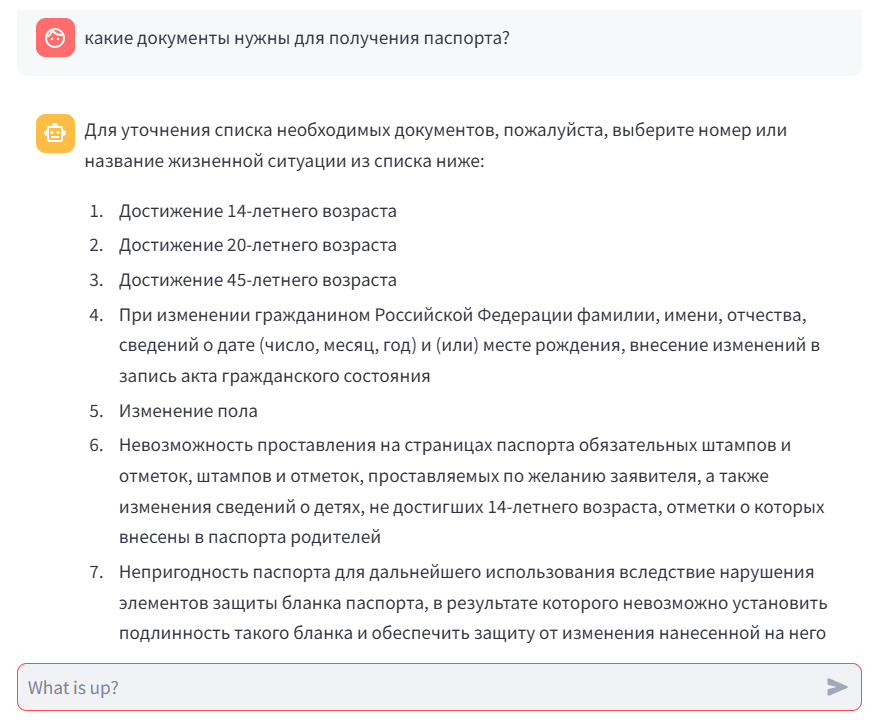 какие документы нужны для получения паспорта?
Для уточнения списка необходимых документов, пожалуйста, выберите номер или
название жизненной ситуации из списка ниже:
1. Достижение 14-летнего возраста
2. Достижение 20-летнего возраста
3. Достижение 45-летнего возраста
4. При изменении гражданином Российской Федерации фамилии, имени, отчества,
сведений о дате (число, месяц, год) и (или) месте рождения, внесение изменений в
запись акта гражданского состояния
5. Изменение пола
6. Невозможность проставления на страницах паспорта обязательных штампов и
отметок, штампов и отметок, проставляемых по желанию заявителя, а также
изменения сведений о детях, не достигших 14-летнего возраста, отметки о которых
внесены в паспорта родителей
7. Непригодность паспорта для дальнейшего использования вследствие нарушения
элементов защиты бланка паспорта, в результате которого невозможно установить
подлинность такого бланка и обеспечить защиту от изменения нанесенной на него
What is up?